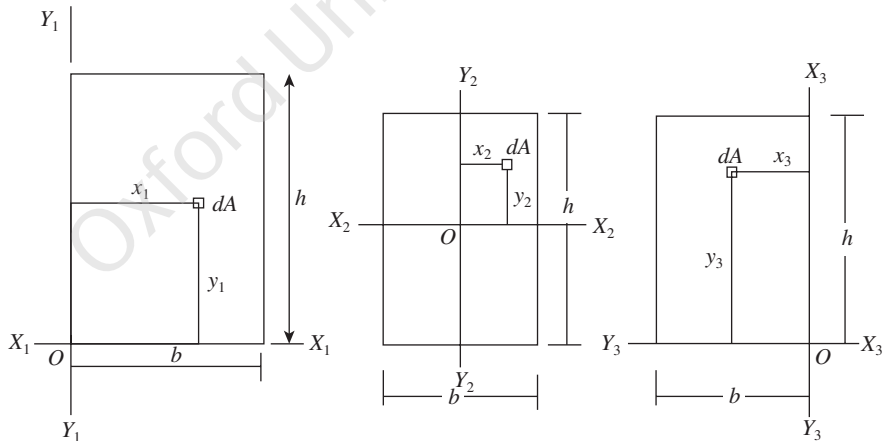 Oxford Uni
Y1
X3
Y2
x2 dA
dA x3
x1 dA
h
y2
h
h
X2 O X2
y1
y3
X1 O b X1
Y3 O X3
Y2
b
b
Y1
Y3